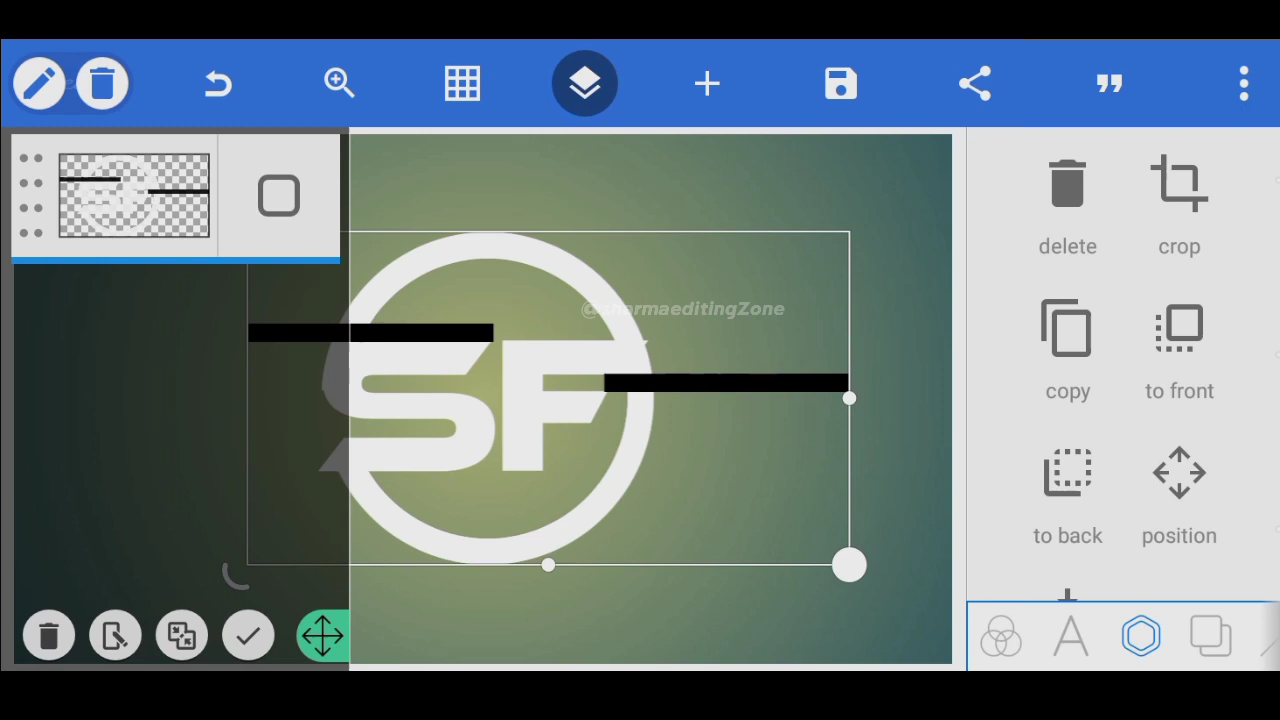 @sharmaeditingZone
SF
delete
crop
copy
to front
to back
position